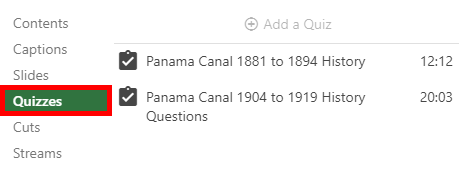 Contents
Captions
Slides
Quizzes
Cuts
Streams
Add a Quiz
Panama Canal 1881 to 1894 History 12:12
Panama Canal 1904 to 1919 History 20:03
Questions